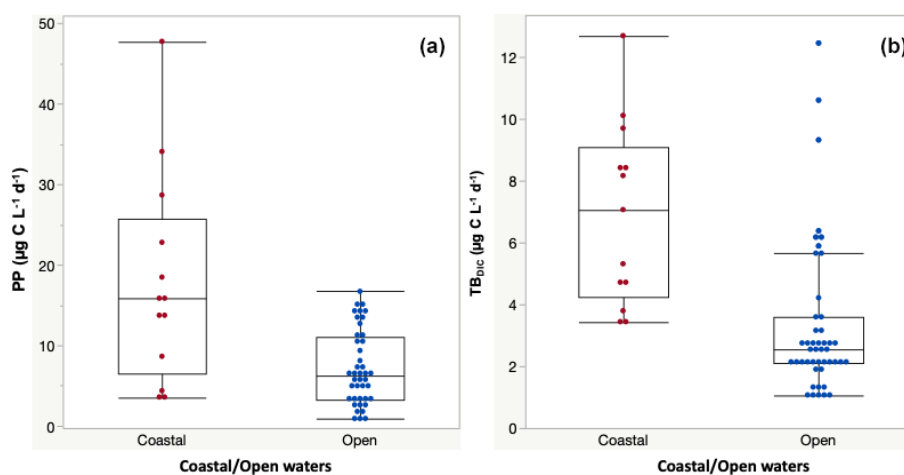 (a)
PP (µg C L⁻¹ d⁻¹)
50
40
30
20
10
0
Coastal
Open
Coastal/Open waters
(b)
TB_DIC (µg C L⁻¹ d⁻¹)
12
10
8
6
4
2
0
Coastal
Open
Coastal/Open waters